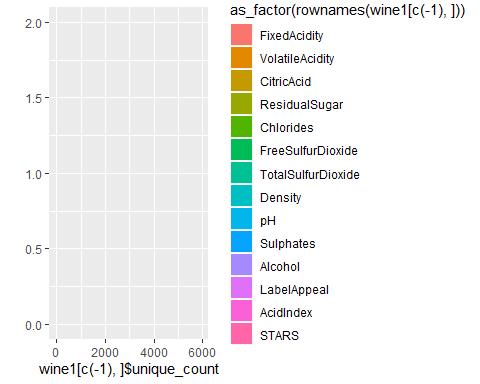 as_factor(rownames(wine1[c(-1), ]))
FixedAcidity
VolatileAcidity
CitricAcid
ResidualSugar
Chlorides
FreeSulfurDioxide
TotalSulfurDioxide
Density
pH
Sulphates
Alcohol
LabelAppeal
AcidIndex
STARS
2.0
1.5
1.0
0.5
0.0
0 2000 4000 6000
wine1[c(-1), ]$unique_count